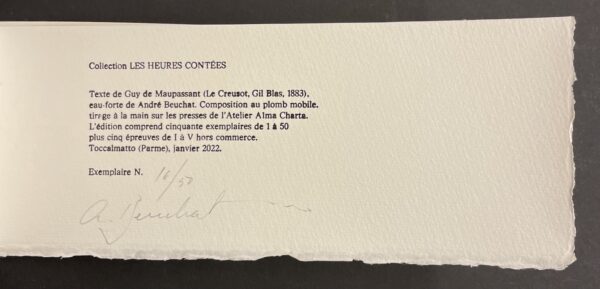 Collection LES HEURES CONTÉES
Texte de Guy de Maupassant (Le Creusot, Gil Blas, 1883),
eau-forte de André Beuchat. Composition au plomb mobile.
tirage à la main sur les presses de l'Atelier Alma Charta.
L'édition comprend cinquante exemplaires de 1 à 50
plus cinq épreuves de I à V hors commerce.
Toccalmatto (Parme), janvier 2022.
Exemplaire N. 10/50
A. Beuchat